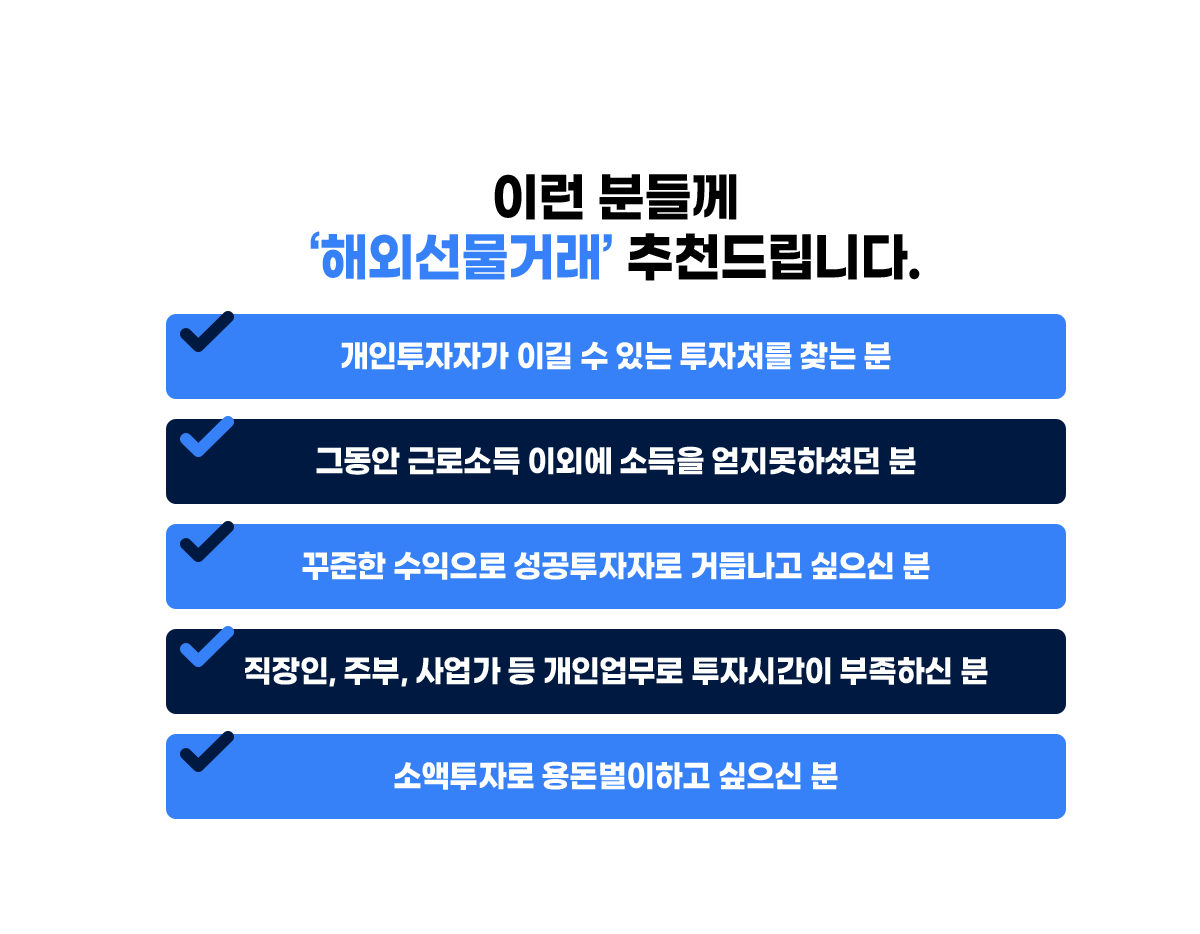 이런 분들께
‘해외선물거래’ 추천드립니다.
개인투자자가 이길 수 있는 투자처를 찾는 분
그동안 근로소득 이외에 소득을 얻지못하셨던 분
꾸준한 수익으로 성공투자자로 거듭나고 싶으신 분
직장인, 주부, 사업가 등 개인업무로 투자시간이 부족하신 분
소액투자로 용돈벌이하고 싶으신 분